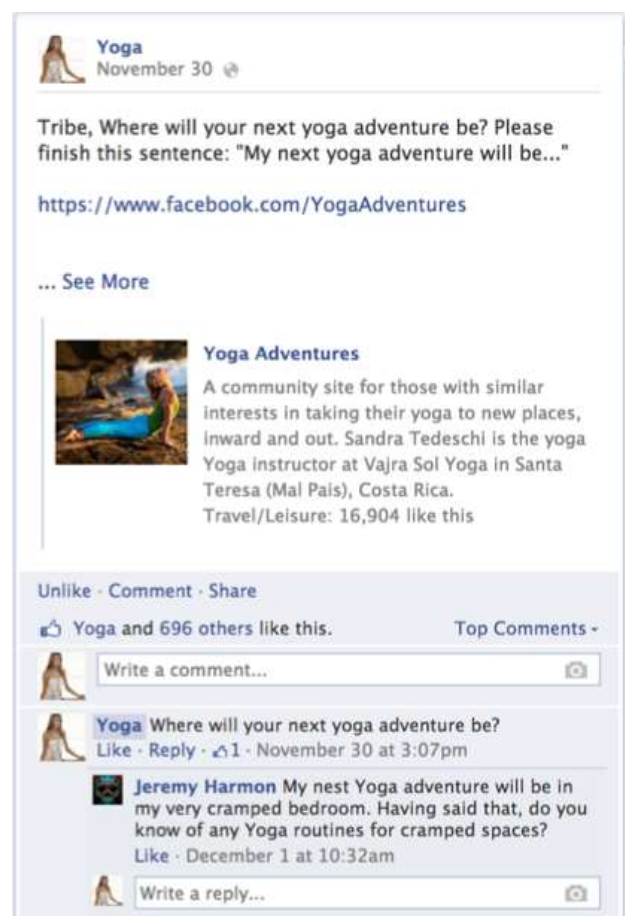 Yoga
November 30
Tribe, Where will your next yoga adventure be? Please
finish this sentence: "My next yoga adventure will be..."
https://www.facebook.com/YogaAdventures
... See More
Yoga Adventures
A community site for those with similar
interests in taking their yoga to new places,
inward and out. Sandra Tedeschi is the yoga
Yoga instructor at Vajra Sol Yoga in Santa
Teresa (Mal Pais), Costa Rica.
Travel/Leisure: 16,904 like this
Unlike · Comment · Share
Yoga and 696 others like this.
Top Comments
Write a comment...
Yoga Where will your next yoga adventure be?
Like · Reply · 1 · November 30 at 3:07pm
Jeremy Harmon My nest Yoga adventure will be in
my very cramped bedroom. Having said that, do you
know of any Yoga routines for cramped spaces?
Like · December 1 at 10:32am
Write a reply...